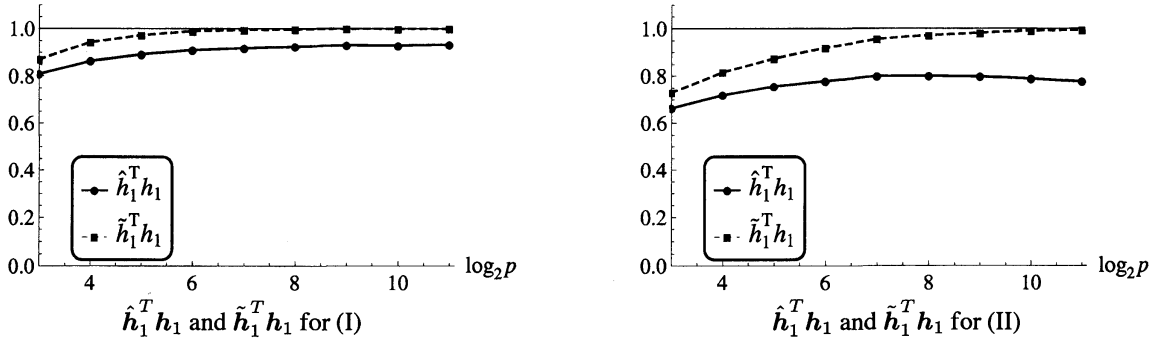 1.0
0.8
0.6
0.4
0.2
0.0
ĥ₁ᵀh₁
h̃₁ᵀh₁
4 6 8 10
log₂p
ĥ₁ᵀh₁ and h̃₁ᵀh₁ for (I)
1.0
0.8
0.6
0.4
0.2
0.0
ĥ₁ᵀh₁
h̃₁ᵀh₁
4 6 8 10
log₂p
ĥ₁ᵀh₁ and h̃₁ᵀh₁ for (II)